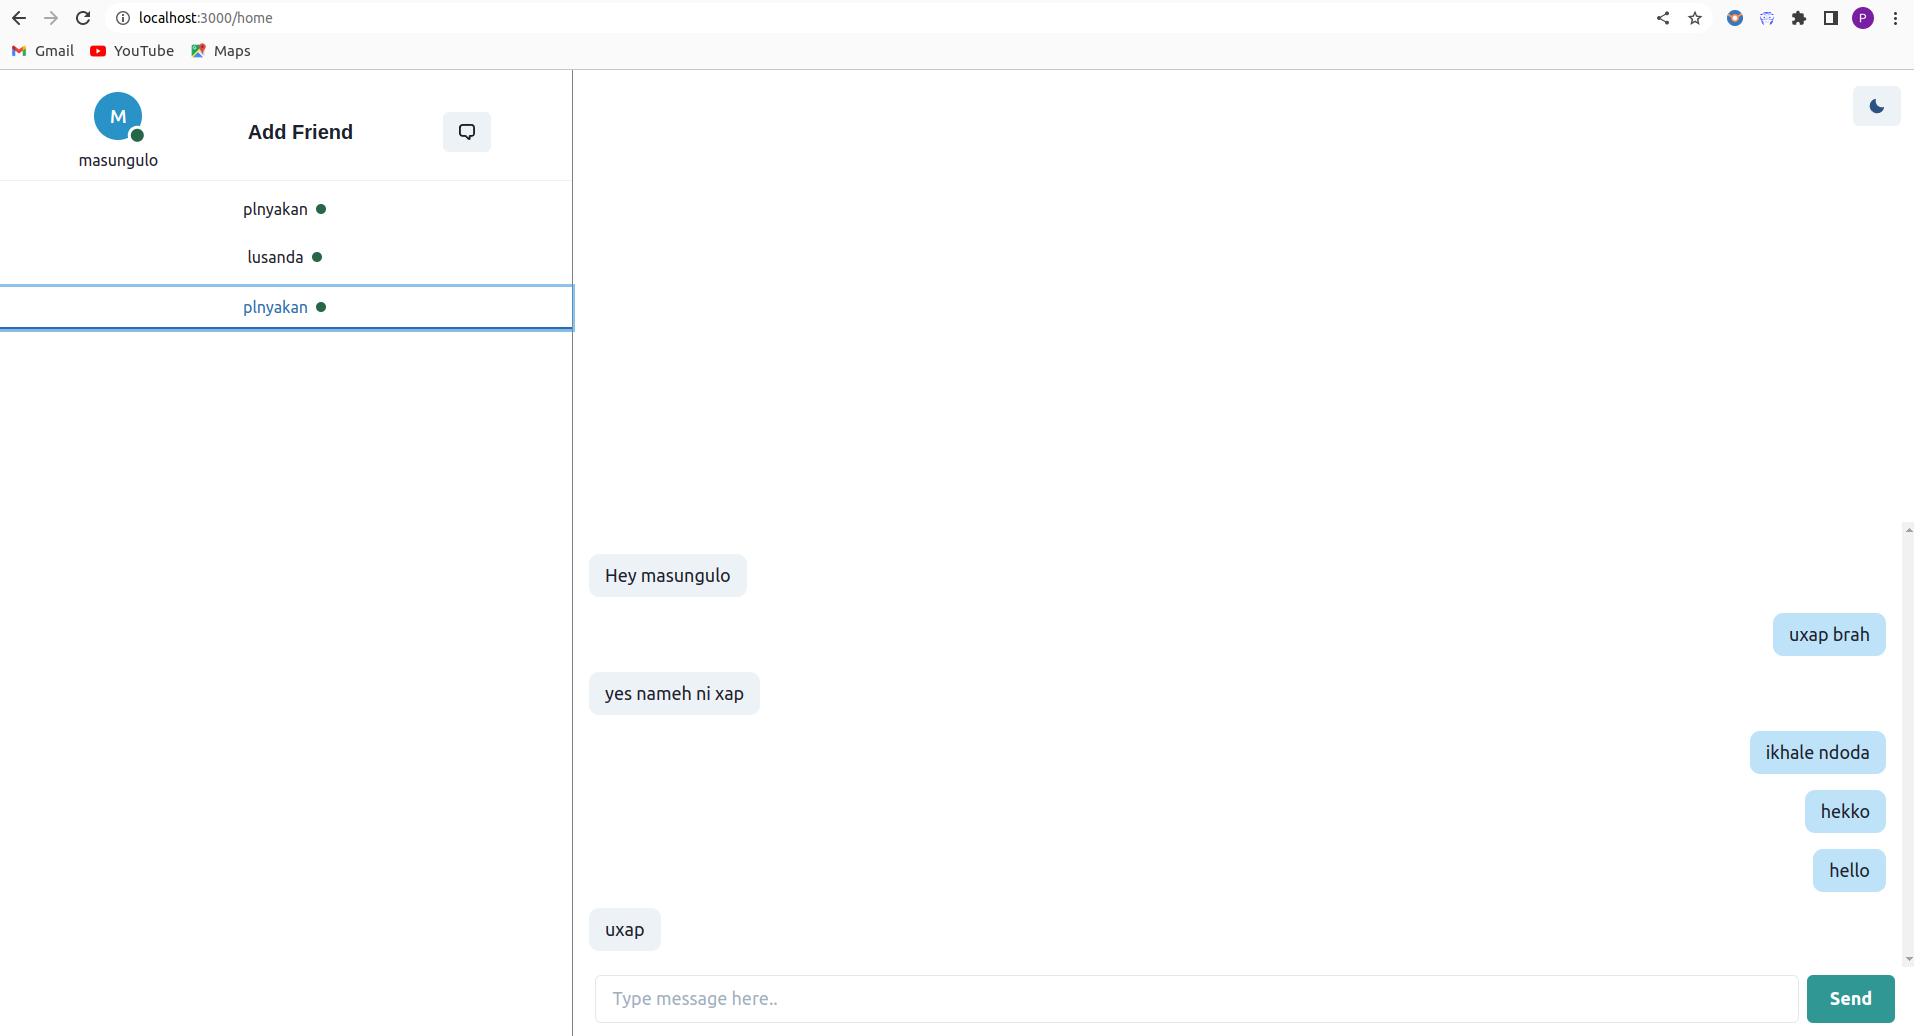 localhost:3000/home
P
Gmail YouTube Maps
M
masungulo
Add Friend
plnyakan
lusanda
plnyakan
Hey masungulo
uxap brah
yes nameh ni xap
ikhale ndoda
hekko
hello
uxap
Type message here..
Send